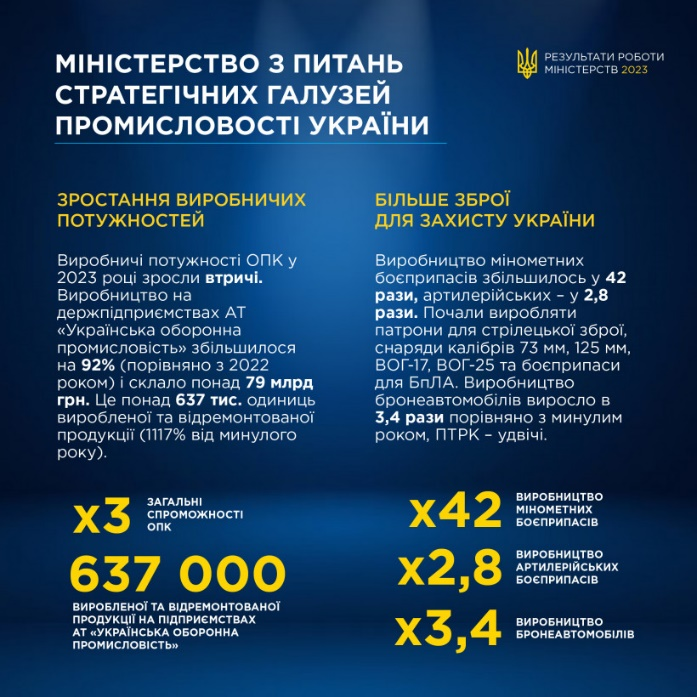 МІНІСТЕРСТВО З ПИТАНЬ
СТРАТЕГІЧНИХ ГАЛУЗЕЙ
ПРОМИСЛОВОСТІ УКРАЇНИ
РЕЗУЛЬТАТИ РОБОТИ
МІНІСТЕРСТВ 2023
ЗРОСТАННЯ ВИРОБНИЧИХ
ПОТУЖНОСТЕЙ
Виробничі потужності ОПК у
2023 році зросли втричі.
Виробництво на
держпідприємствах АТ
«Українська оборонна
промисловість» збільшилося
на 92% (порівняно з 2022
роком) і склало понад 79 млрд
грн. Це понад 637 тис. одиниць
виробленої та відремонтованої
продукції (1117% від минулого
року).
х3
ЗАГАЛЬНІ
СПРОМОЖНОСТІ
ОПК
637 000
ВИРОБЛЕНОЇ ТА ВІДРЕМОНТОВАНОЇ
ПРОДУКЦІЇ НА ПІДПРИЄМСТВАХ
АТ «УКРАЇНСЬКА ОБОРОННА
ПРОМИСЛОВІСТЬ»
БІЛЬШЕ ЗБРОЇ
ДЛЯ ЗАХИСТУ УКРАЇНИ
Виробництво мінометних
боєприпасів збільшилось у 42
рази, артилерійських – у 2,8
рази. Почали виробляти
патрони для стрілецької зброї,
снаряди калібрів 73 мм, 125 мм,
ВОГ-17, ВОГ-25 та боєприпаси
для БпЛА. Виробництво
бронеавтомобілів виросло в
3,4 рази порівняно з минулим
роком, ПТРК – удвічі.
х42
ВИРОБНИЦТВО
МІНОМЕТНИХ
БОЄПРИПАСІВ
х2,8
ВИРОБНИЦТВО
АРТИЛЕРІЙСЬКИХ
БОЄПРИПАСІВ
х3,4
ВИРОБНИЦТВО
БРОНЕАВТОМОБІЛІВ